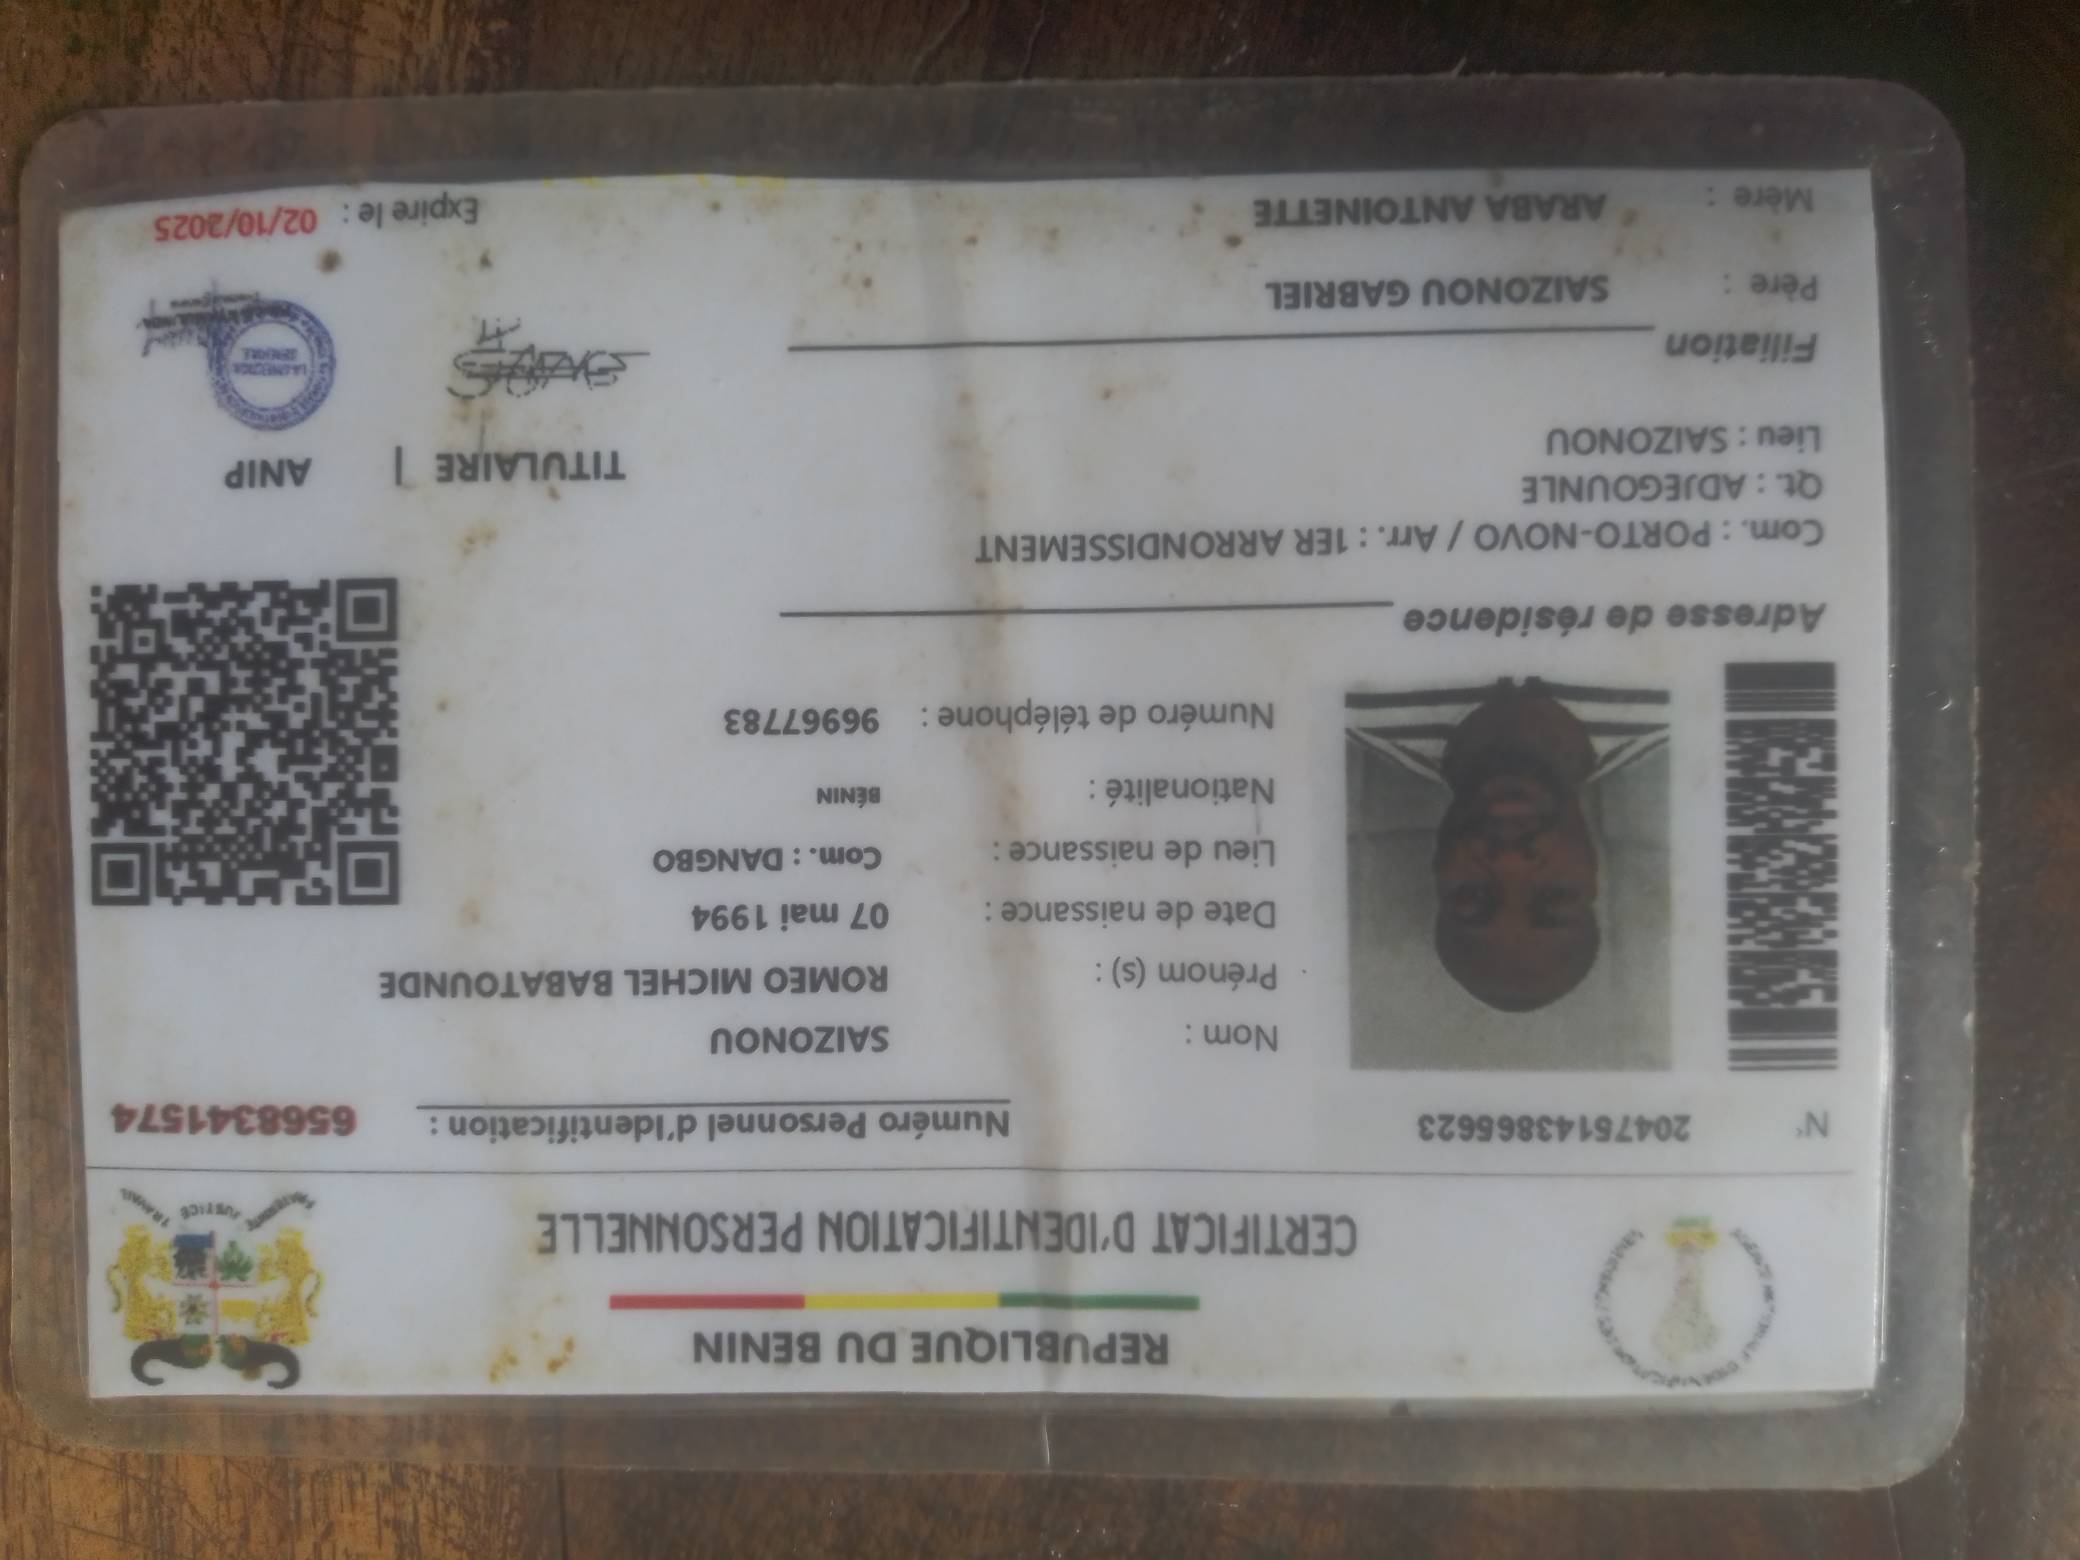 REPUBLIQUE DU BENIN
CERTIFICAT D'IDENTIFICATION PERSONNELLE
FRATERNITE JUSTICE TRAVAIL
N° 20475143865623
Numéro Personnel d'Identification : 6568341574
Nom : SAIZONOU
Prénom (s) : ROMEO MICHEL BABATOUNDE
Date de naissance : 07 mai 1994
Lieu de naissance : Com. : DANGBO
Nationalité : BÉNIN
Numéro de téléphone : 96967783
Adresse de résidence
Com. : PORTO-NOVO / Arr. : 1ER ARRONDISSEMENT
Qt. : ADJEGOUNLE
Lieu : SAIZONOU
TITULAIRE | ANIP
Filiation
Père : SAIZONOU GABRIEL
Mère : ARABA ANTOINETTE
Expire le : 02/10/2025